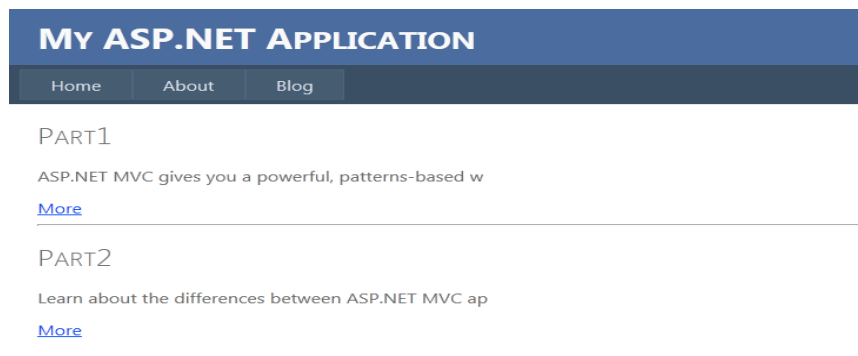 My ASP.NET Application
Home About Blog
Part1
ASP.NET MVC gives you a powerful, patterns-based w
More
Part2
Learn about the differences between ASP.NET MVC ap
More